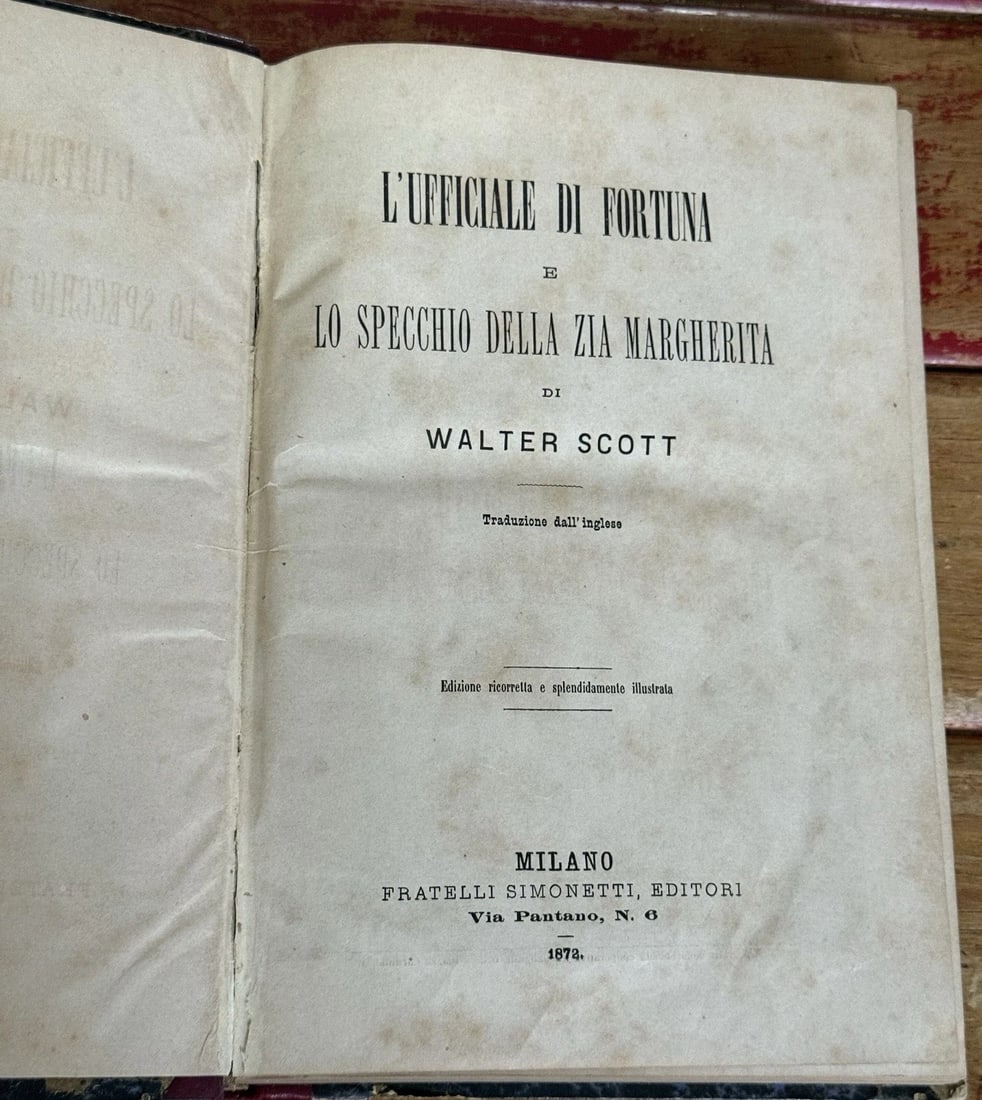 L'UFFICIALE DI FORTUNA
E
LO SPECCHIO DELLA ZIA MARGHERITA
DI
WALTER SCOTT
Traduzione dall'inglese
Edizione ricorretta e splendidamente illustrata
MILANO
FRATELLI SIMONETTI, EDITORI
Via Pantano, N. 6
1872.